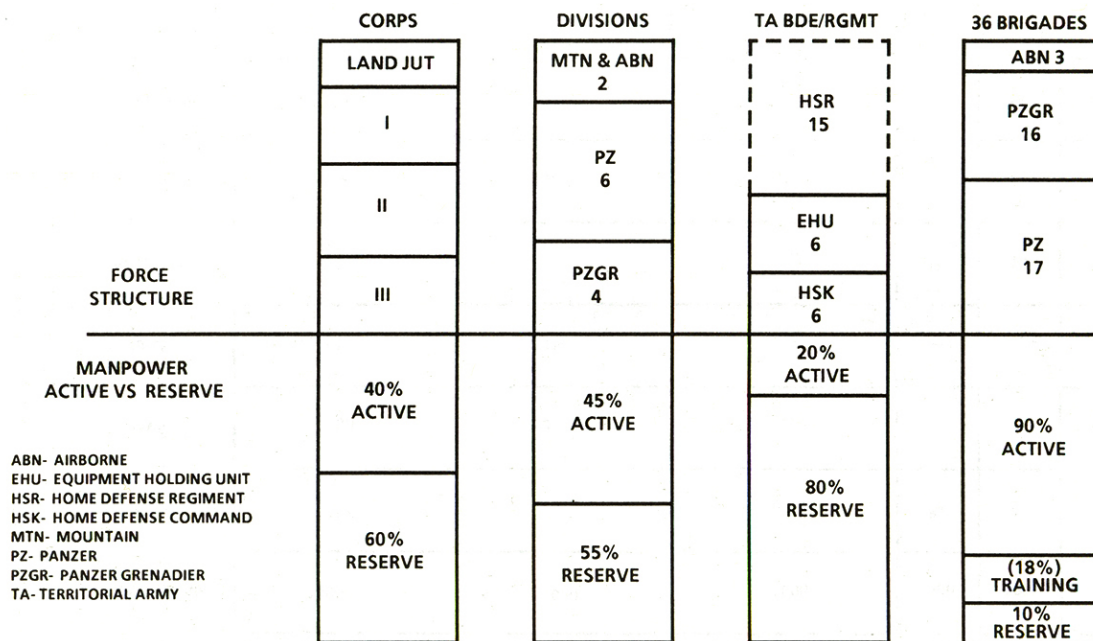 CORPS
LAND JUT
I
II
III
40%
ACTIVE
60%
RESERVE
DIVISIONS
MTN & ABN
2
PZ
6
PZGR
4
45%
ACTIVE
55%
RESERVE
TA BDE/RGMT
HSR
15
EHU
6
HSK
6
20%
ACTIVE
80%
RESERVE
36 BRIGADES
ABN 3
PZGR
16
PZ
17
90%
ACTIVE
(18%)
TRAINING
10%
RESERVE
FORCE
STRUCTURE
MANPOWER
ACTIVE VS RESERVE
ABN- AIRBORNE
EHU- EQUIPMENT HOLDING UNIT
HSR- HOME DEFENSE REGIMENT
HSK- HOME DEFENSE COMMAND
MTN- MOUNTAIN
PZ- PANZER
PZGR- PANZER GRENADIER
TA- TERRITORIAL ARMY